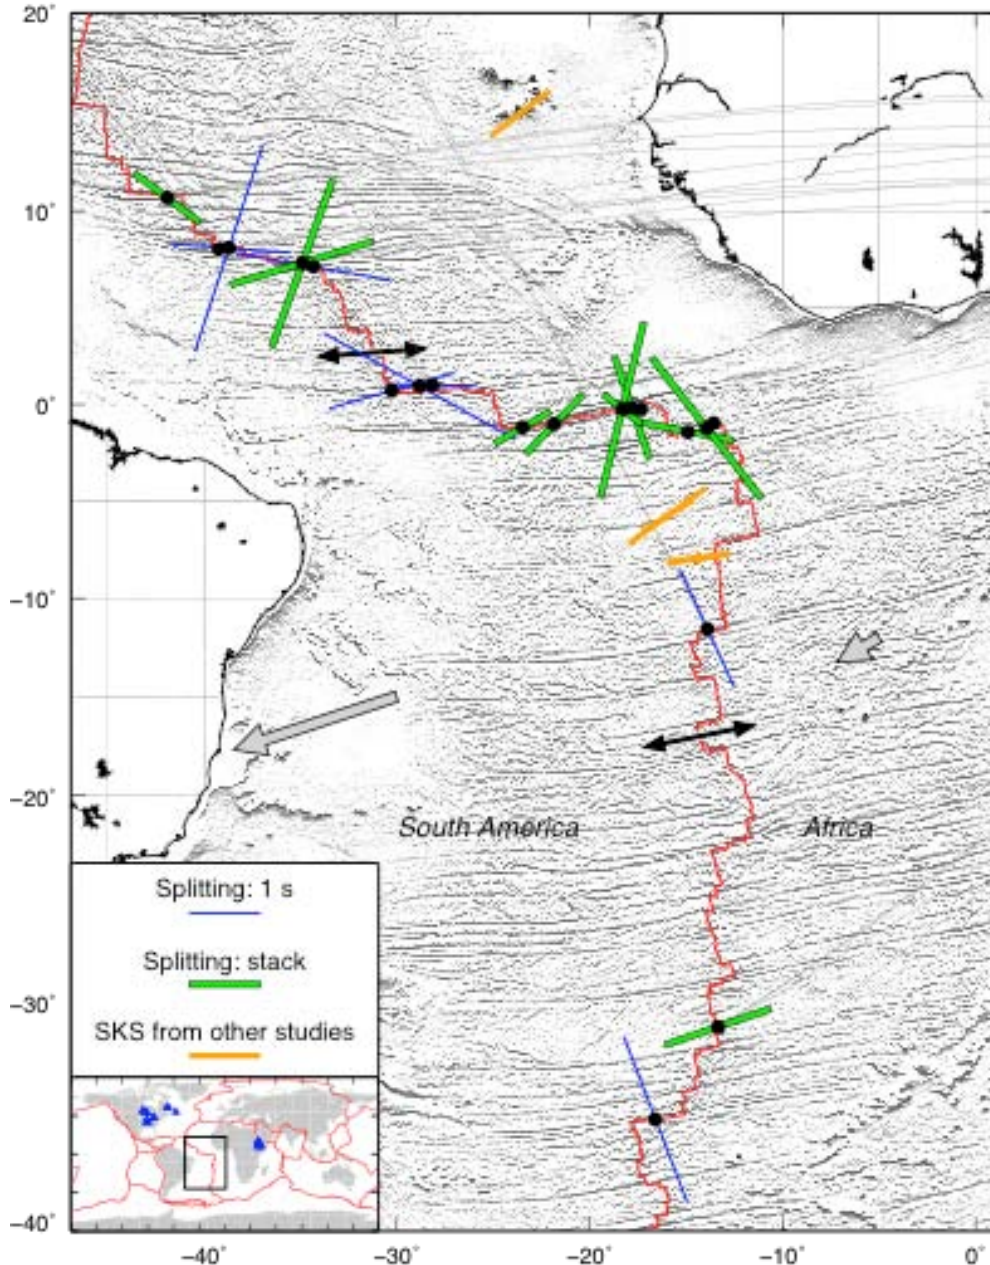 20°
10°
0°
−10°
−20°
−30°
−40°
South America
Africa
Splitting: 1 s
Splitting: stack
SKS from other studies
−40°
−30°
−20°
−10°
0°